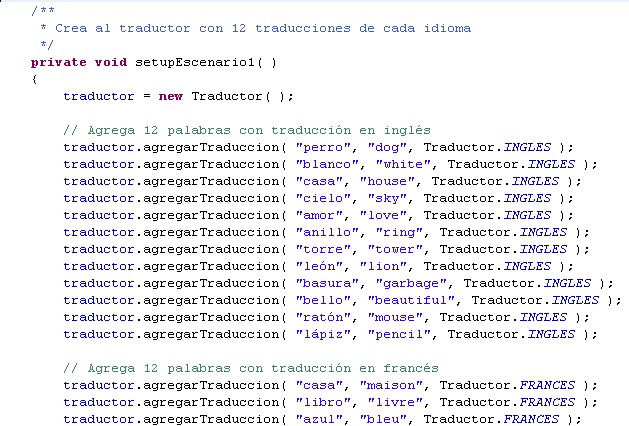 /**
 * Crea al traductor con 12 traducciones de cada idioma
 */
private void setupEscenario1( )
{
traductor = new Traductor( );
// Agrega 12 palabras con traducción en inglés
traductor.agregarTraduccion( "perro", "dog", Traductor.INGLES );
traductor.agregarTraduccion( "blanco", "white", Traductor.INGLES );
traductor.agregarTraduccion( "casa", "house", Traductor.INGLES );
traductor.agregarTraduccion( "cielo", "sky", Traductor.INGLES );
traductor.agregarTraduccion( "amor", "love", Traductor.INGLES );
traductor.agregarTraduccion( "anillo", "ring", Traductor.INGLES );
traductor.agregarTraduccion( "torre", "tower", Traductor.INGLES );
traductor.agregarTraduccion( "león", "lion", Traductor.INGLES );
traductor.agregarTraduccion( "basura", "garbage", Traductor.INGLES );
traductor.agregarTraduccion( "bello", "beautiful", Traductor.INGLES );
traductor.agregarTraduccion( "ratón", "mouse", Traductor.INGLES );
traductor.agregarTraduccion( "lápiz", "pencil", Traductor.INGLES );
// Agrega 12 palabras con traducción en francés
traductor.agregarTraduccion( "casa", "maison", Traductor.FRANCES );
traductor.agregarTraduccion( "libro", "livre", Traductor.FRANCES );
traductor.agregarTraduccion( "azul", "bleu", Traductor.FRANCES );